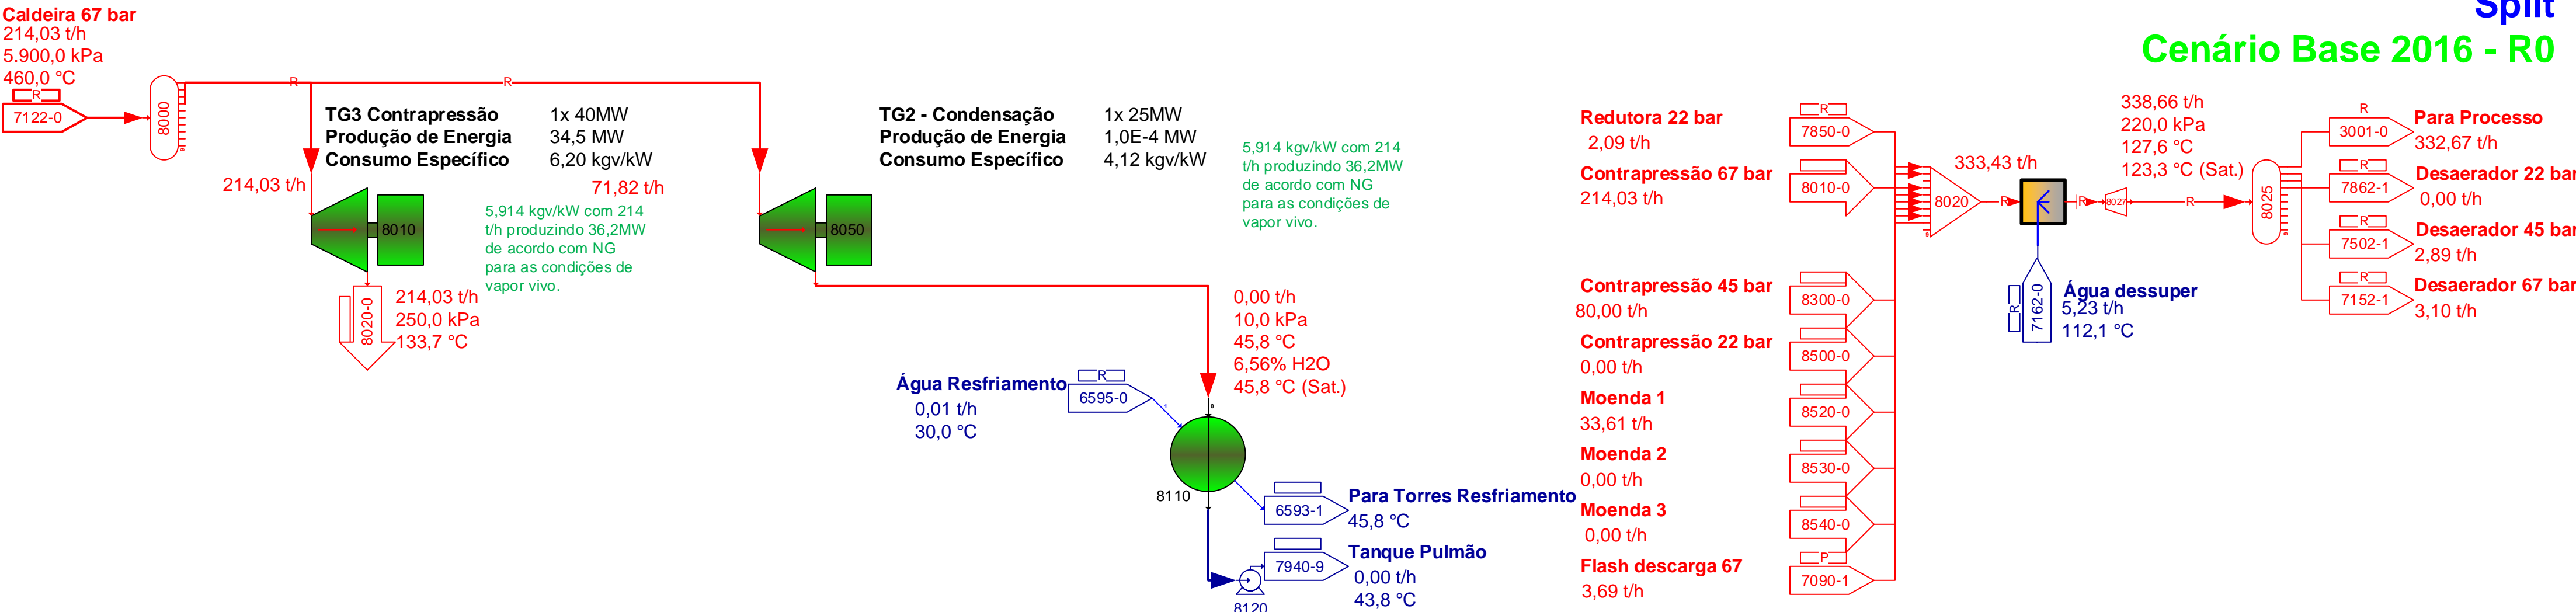 Split
Cenário Base 2016 - R0
Caldeira 67 bar
214,03 t/h
5.900,0 kPa
460,0 °C
R
7122-0
8000
R
R
TG3 Contrapressão 1x 40MW
Produção de Energia 34,5 MW
Consumo Específico 6,20 kgv/kW
214,03 t/h
71,82 t/h
8010
5,914 kgv/kW com 214
t/h produzindo 36,2MW
de acordo com NG
para as condições de
vapor vivo.
8020-0
214,03 t/h
250,0 kPa
133,7 °C
TG2 - Condensação 1x 25MW
Produção de Energia 1,0E-4 MW
Consumo Específico 4,12 kgv/kW
8050
5,914 kgv/kW com 214
t/h produzindo 36,2MW
de acordo com NG
para as condições de
vapor vivo.
0,00 t/h
10,0 kPa
45,8 °C
6,56% H2O
45,8 °C (Sat.)
Água Resfriamento
0,01 t/h
30,0 °C
R
6595-0
1
0
8110
6593-1
Para Torres Resfriamento
45,8 °C
7940-9
Tanque Pulmão
0,00 t/h
43,8 °C
8120
Redutora 22 bar
2,09 t/h
R
7850-0
Contrapressão 67 bar
214,03 t/h
8010-0
Contrapressão 45 bar
80,00 t/h
8300-0
Contrapressão 22 bar
0,00 t/h
8500-0
Moenda 1
33,61 t/h
8520-0
Moenda 2
0,00 t/h
8530-0
Moenda 3
0,00 t/h
8540-0
Flash descarga 67
3,69 t/h
P
7090-1
8020
333,43 t/h
R
R
8027
R
7162-0
R
Água dessuper
5,23 t/h
112,1 °C
338,66 t/h
220,0 kPa
127,6 °C
123,3 °C (Sat.)
8025
R
3001-0
Para Processo
332,67 t/h
R
7862-1
Desaerador 22 bar
0,00 t/h
R
7502-1
Desaerador 45 bar
2,89 t/h
R
7152-1
Desaerador 67 bar
3,10 t/h